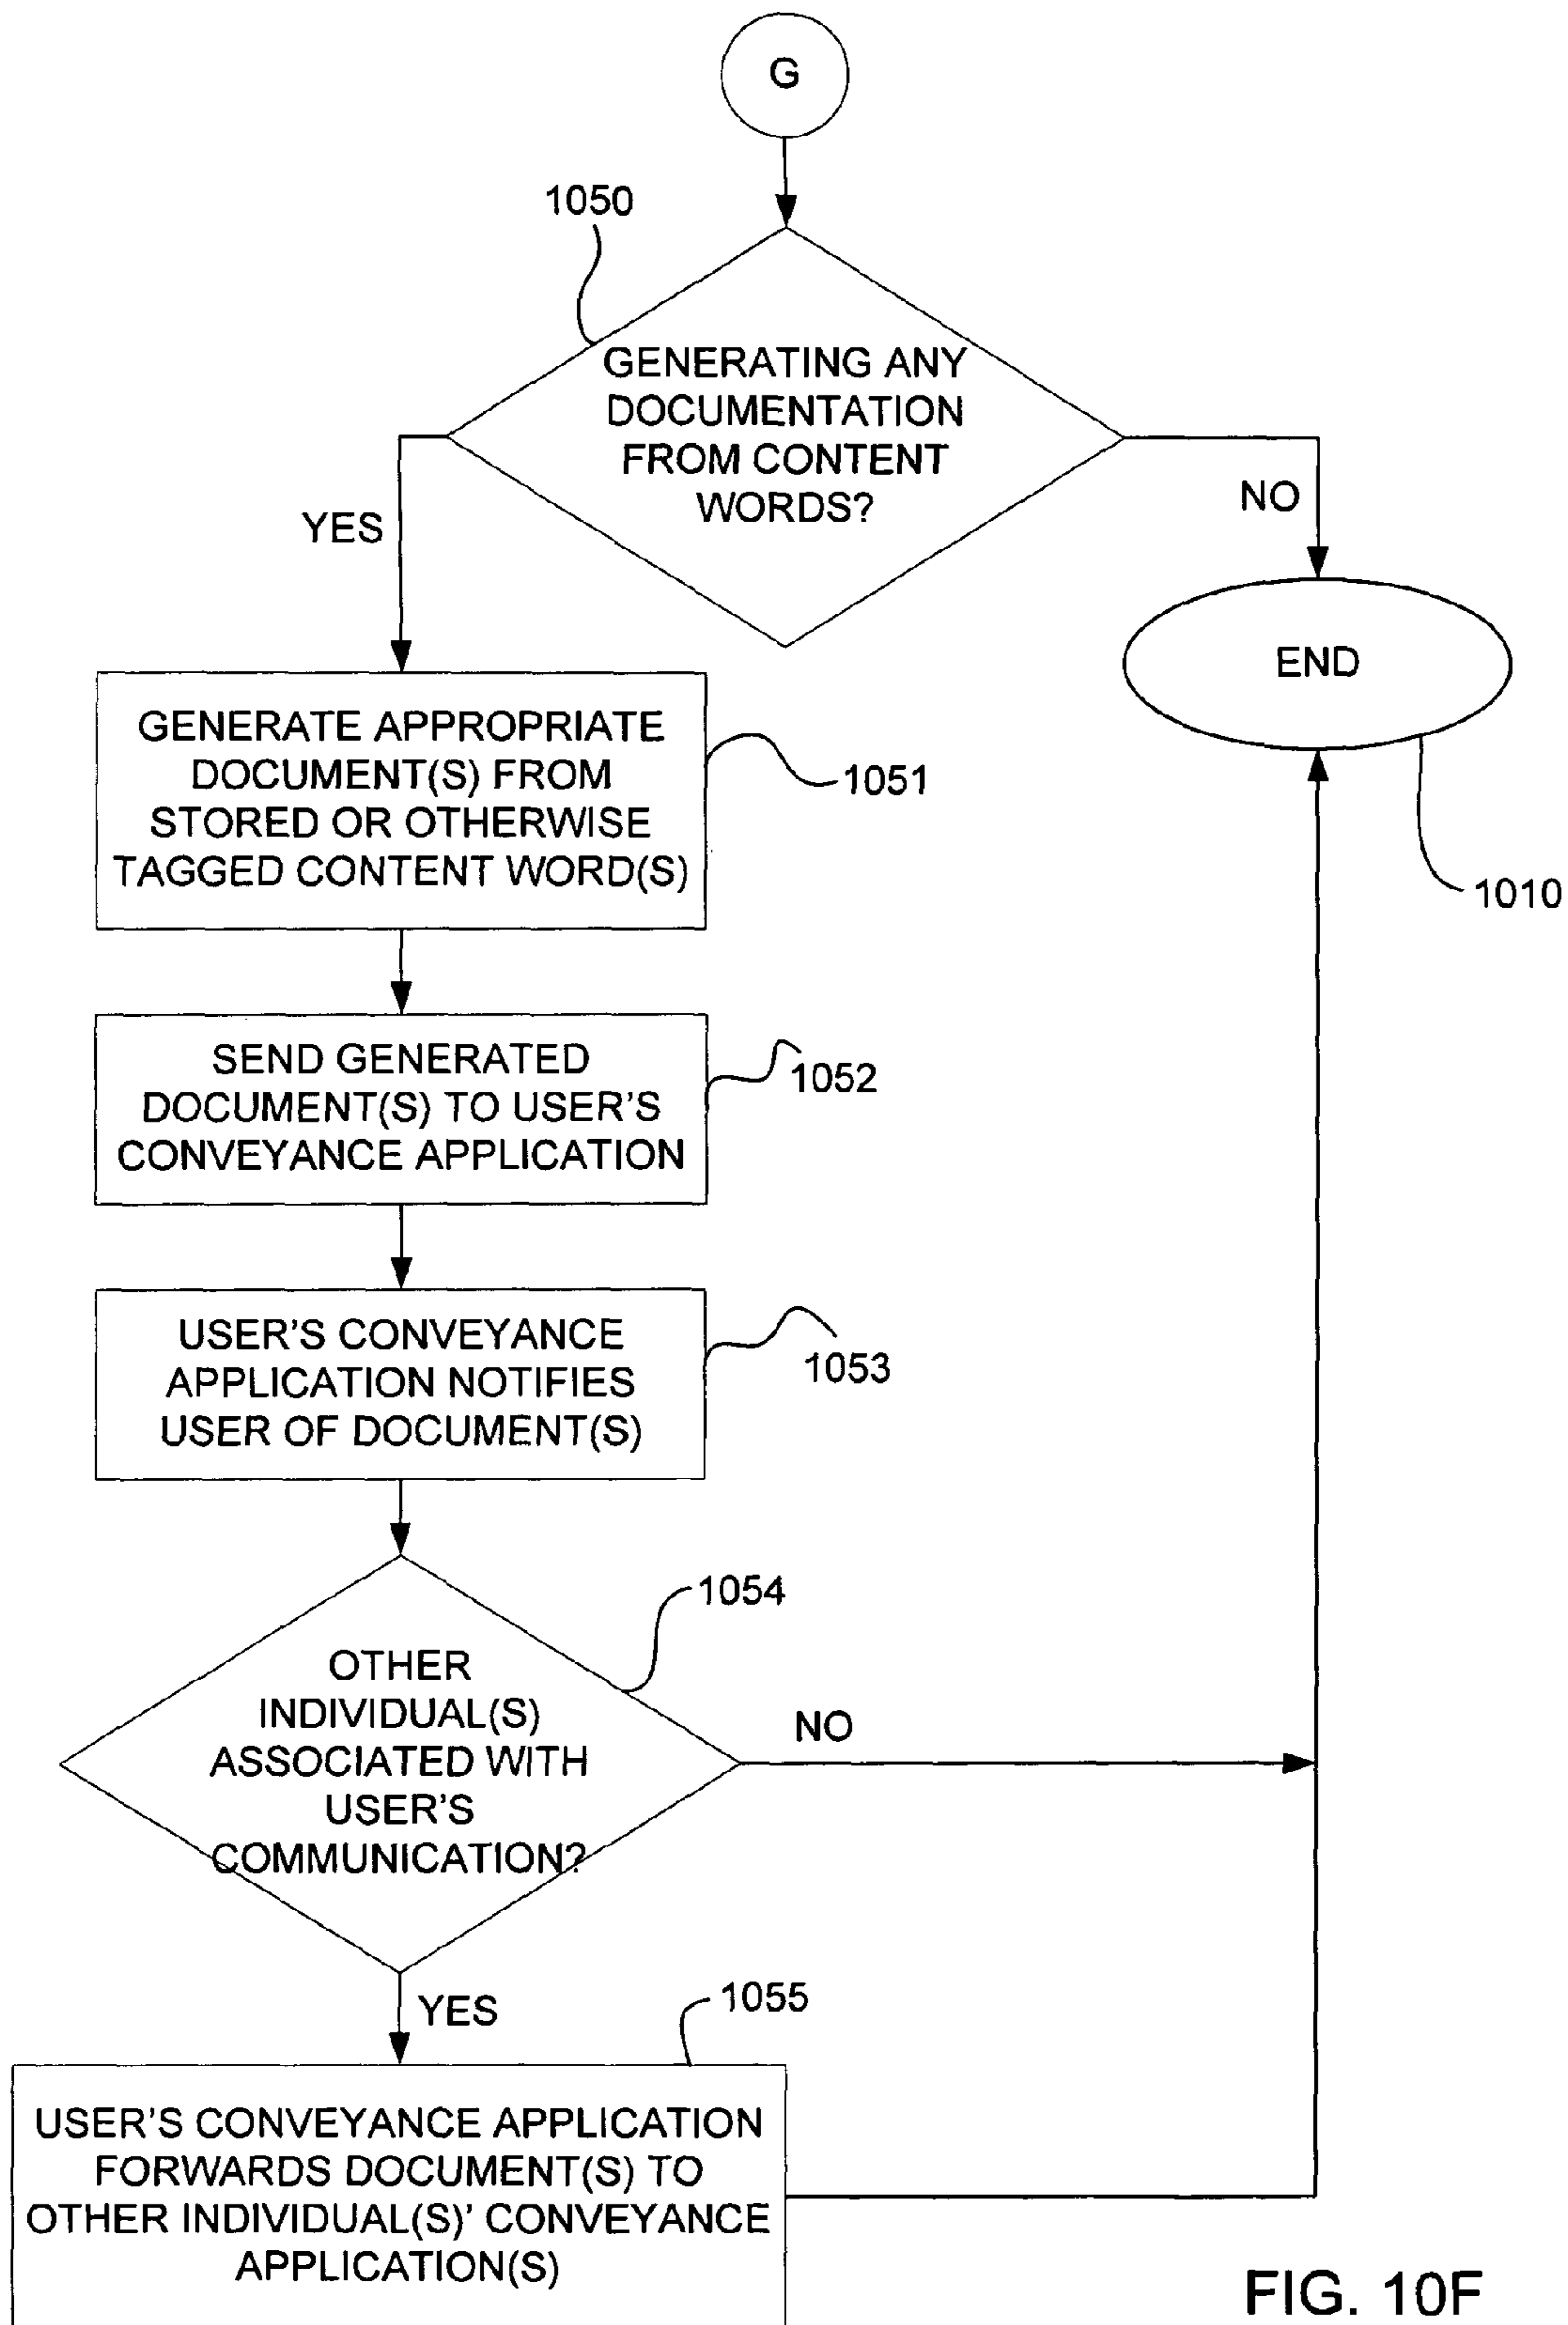 G
1050
GENERATING ANY
DOCUMENTATION
FROM CONTENT
WORDS?
YES
NO
END
1010
GENERATE APPROPRIATE
DOCUMENT(S) FROM
STORED OR OTHERWISE
TAGGED CONTENT WORD(S)
1051
SEND GENERATED
DOCUMENT(S) TO USER'S
CONVEYANCE APPLICATION
1052
USER'S CONVEYANCE
APPLICATION NOTIFIES
USER OF DOCUMENT(S)
1053
1054
OTHER
INDIVIDUAL(S)
ASSOCIATED WITH
USER'S
COMMUNICATION?
NO
YES
1055
USER'S CONVEYANCE APPLICATION
FORWARDS DOCUMENT(S) TO
OTHER INDIVIDUAL(S)' CONVEYANCE
APPLICATION(S)
FIG. 10F